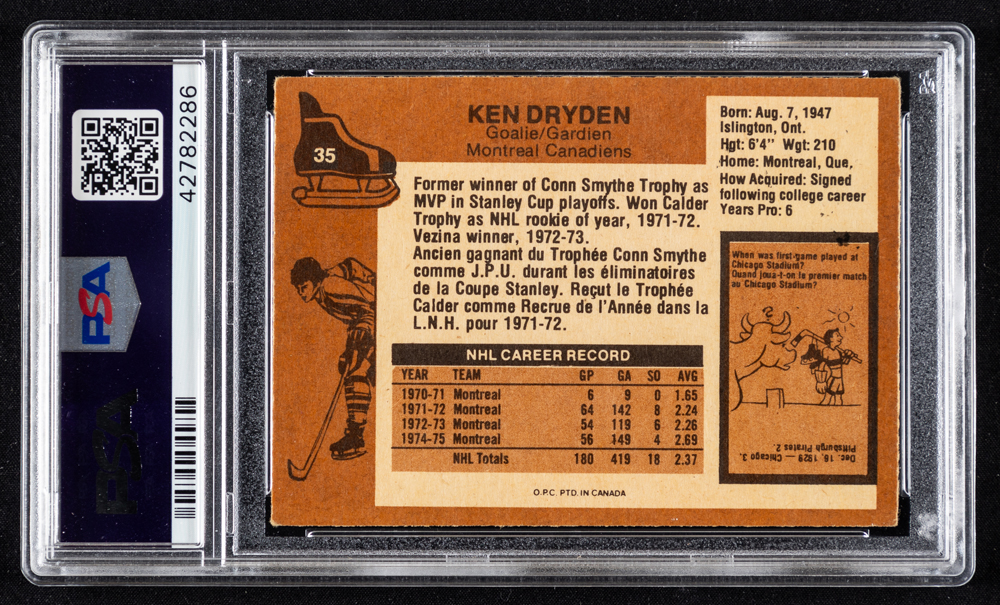 42782286
PSA
PSA
35
KEN DRYDEN
Goalie/Gardien
Montreal Canadiens
Born: Aug. 7, 1947
Islington, Ont.
Hgt: 6'4" Wgt: 210
Home: Montreal, Que.
How Acquired: Signed
following college career
Years Pro: 6
Former winner of Conn Smythe Trophy as
MVP in Stanley Cup playoffs. Won Calder
Trophy as NHL rookie of year, 1971-72.
Vezina winner, 1972-73.
Ancien gagnant du Trophée Conn Smythe
comme J.P.U. durant les éliminatoires
de la Coupe Stanley. Reçut le Trophée
Calder comme Recrue de l'Année dans la
L.N.H. pour 1971-72.
When was first game played at
Chicago Stadium?
Quand joua-t-on le premier match
au Chicago Stadium?
?
Dec. 16, 1929 — Chicago 3,
Pittsburgh Pirates 2.
NHL CAREER RECORD
YEAR TEAM GP GA SO AVG
1970-71 Montreal 6 9 0 1.65
1971-72 Montreal 64 142 8 2.24
1972-73 Montreal 54 119 6 2.26
1974-75 Montreal 56 149 4 2.69
NHL Totals 180 419 18 2.37
O.P.C. PTD. IN CANADA